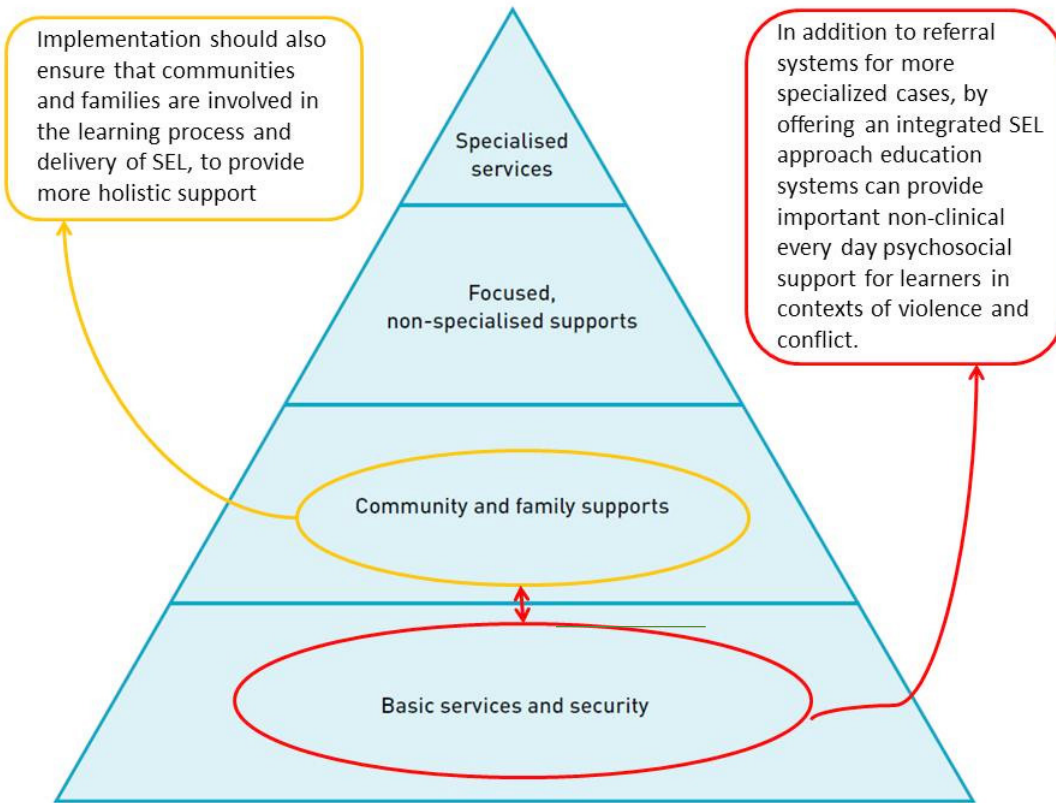 Implementation should also
ensure that communities
and families are involved in
the learning process and
delivery of SEL, to provide
more holistic support
In addition to referral
systems for more
specialized cases, by
offering an integrated SEL
approach education
systems can provide
important non-clinical
every day psychosocial
support for learners in
contexts of violence and
conflict.
Specialised
services
Focused,
non-specialised supports
Community and family supports
Basic services and security